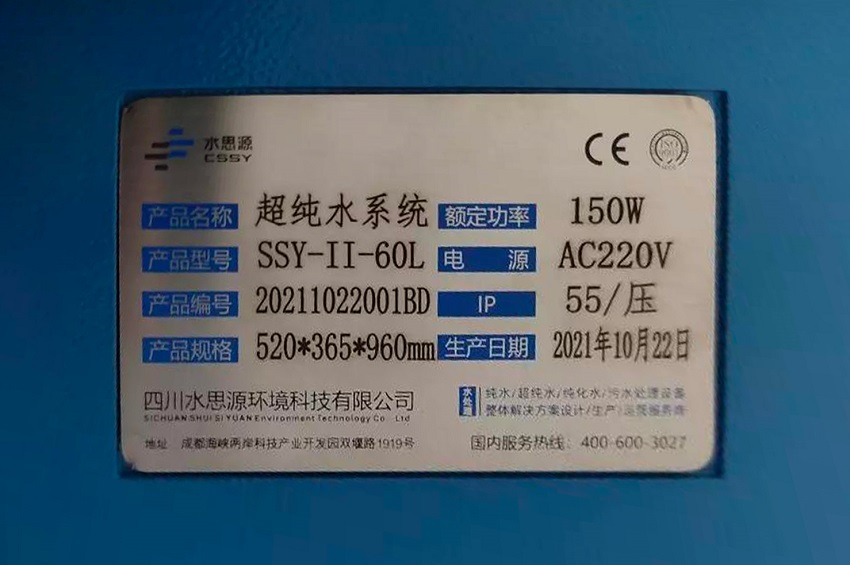 水思源
CSSY
CE
ISO
产品名称 超纯水系统 额定功率 150W
产品型号 SSY-II-60L 电 源 AC220V
产品编号 20211022001BD IP 55/压
产品规格 520*365*960mm 生产日期 2021年10月22日
四川水思源环境科技有限公司
SICHUAN SHUI SI YUAN Environment Technology Co., Ltd
地址 成都海峡两岸科技产业开发园双堰路1919号
水处理
纯水/超纯水/纯化水/污水处理设备
整体解决方案设计/生产/运营服务商
国内服务热线: 400-600-3027